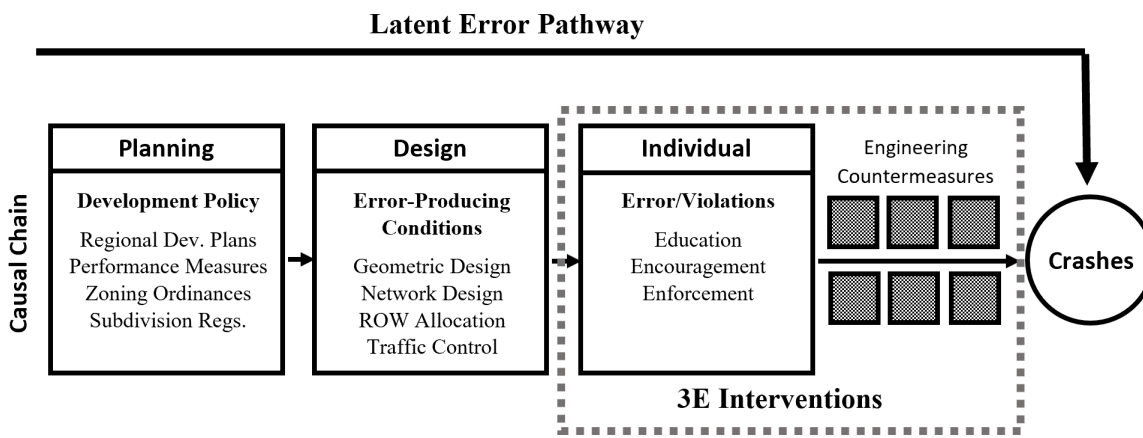 Latent Error Pathway
Causal Chain
Planning
Development Policy
Regional Dev. Plans
Performance Measures
Zoning Ordinances
Subdivision Regs.
Design
Error-Producing
Conditions
Geometric Design
Network Design
ROW Allocation
Traffic Control
Individual
Error/Violations
Education
Encouragement
Enforcement
Engineering
Countermeasures
3E Interventions
Crashes